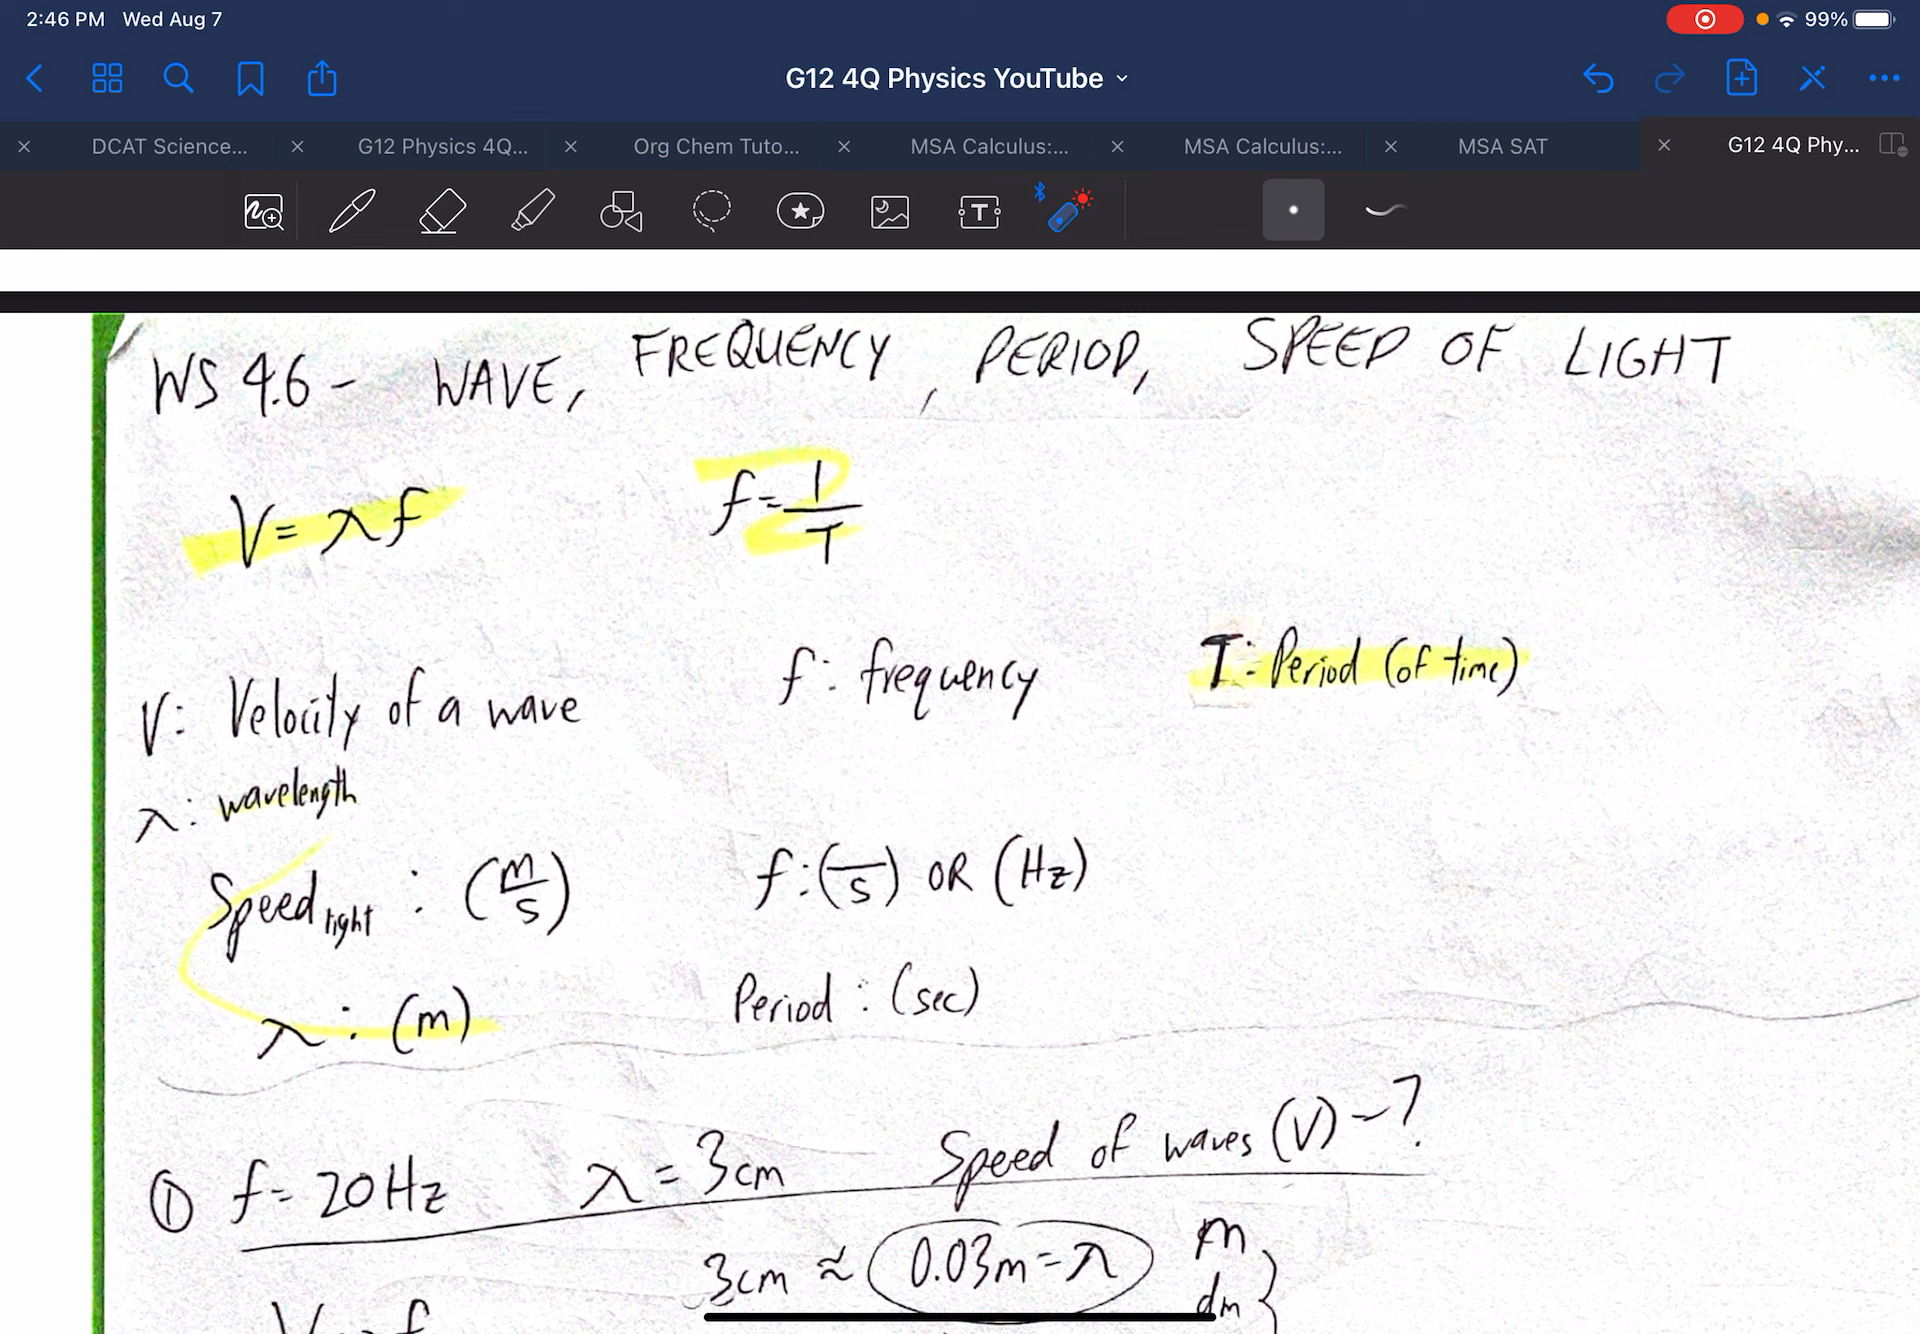 2:46 PM Wed Aug 7 99%
G12 4Q Physics YouTube
DCAT Science... G12 Physics 4Q... Org Chem Tuto... MSA Calculus:... MSA Calculus:... MSA SAT G12 4Q Phy...
T
WS 4.6 - WAVE, FREQUENCY, PERIOD, SPEED OF LIGHT
V = λf f = 1/T
V: Velocity of a wave f: frequency T: Period (of time)
λ: wavelength
Speed light : (m/s) f: (/s) OR (Hz)
λ : (m) Period : (sec)
① f = 20Hz λ = 3cm Speed of waves (V) - ?
3cm ≈ 0.03m = λ m
dm